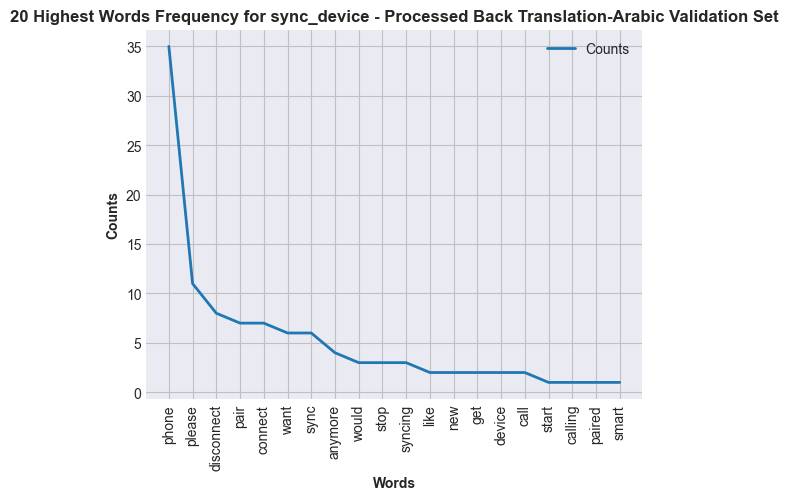 20 Highest Words Frequency for sync_device - Processed Back Translation-Arabic Validation Set
Counts
35
30
25
20
15
10
5
0
Counts
phone
please
disconnect
pair
connect
want
sync
anymore
would
stop
syncing
like
new
get
device
call
start
calling
paired
smart
Words